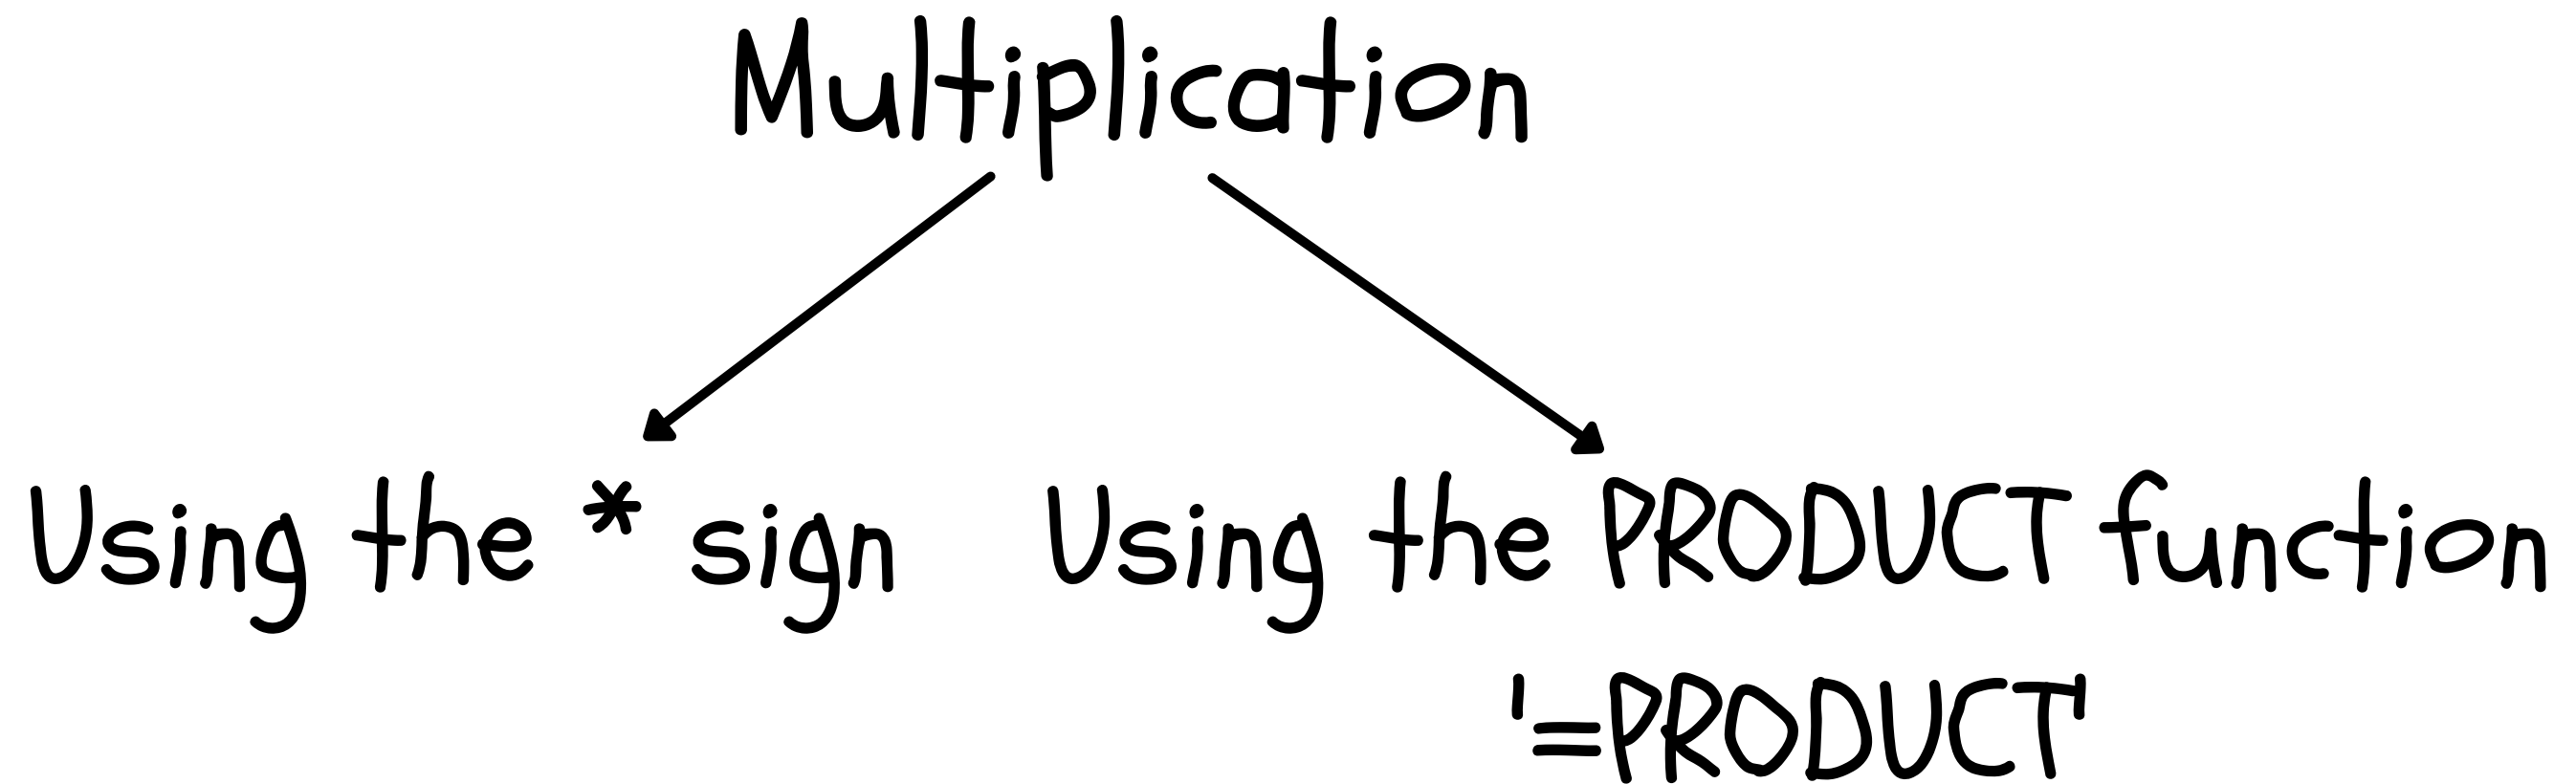 Multiplication
Using the * sign
Using the PRODUCT function
'=PRODUCT'